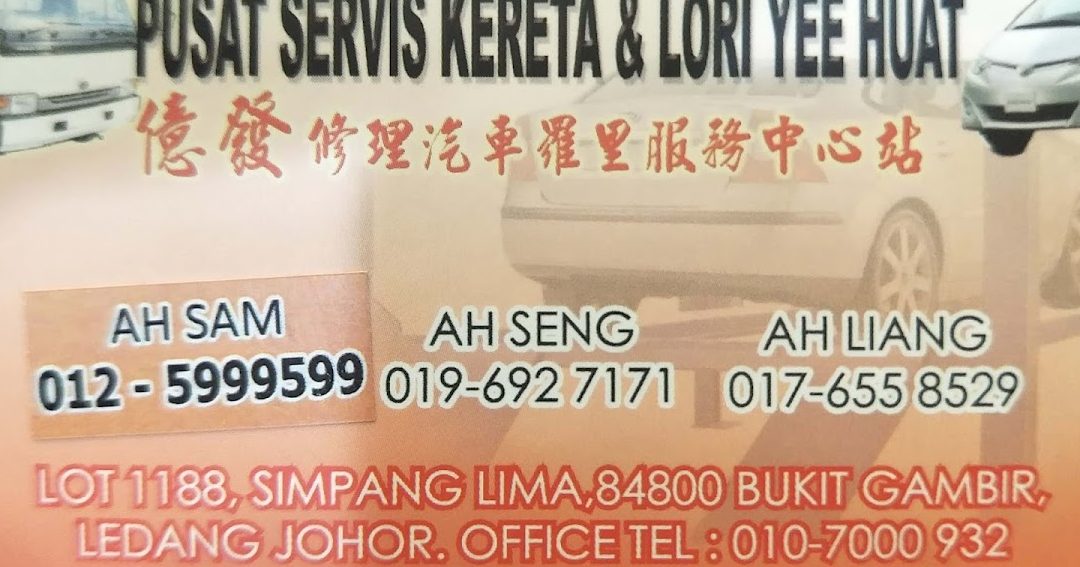 PUSAT SERVIS KERETA & LORI YEE HUAT
億發修理汽車羅里服務中心站
AH SAM
012 - 5999599
AH SENG
019-692 7171
AH LIANG
017-655 8529
LOT 1188, SIMPANG LIMA,84800 BUKIT GAMBIR,
LEDANG JOHOR. OFFICE TEL : 010-7000 932